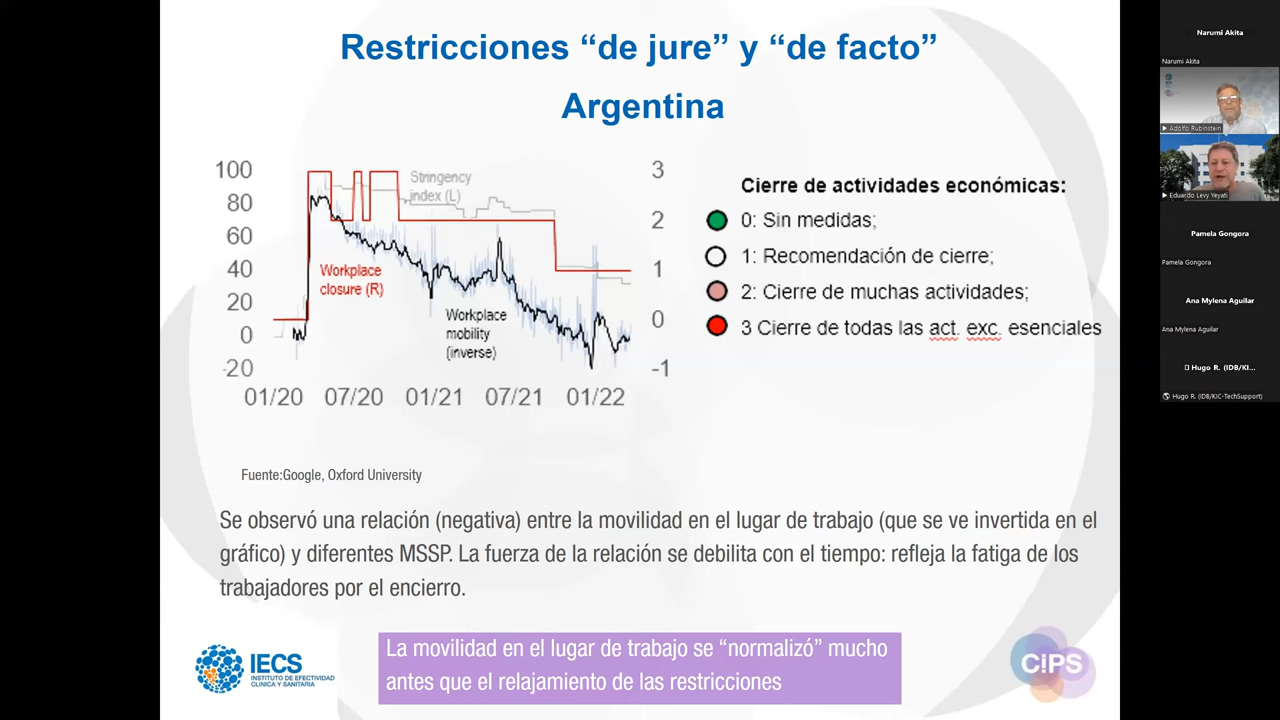 Restricciones “de jure” y “de facto”
Argentina
100
80
60
40
20
0
-20
3
2
1
0
-1
Stringency
index (L)
Workplace
closure (R)
Workplace
mobility
(inverse)
01/20
07/20
01/21
07/21
01/22
Cierre de actividades económicas:
0: Sin medidas;
1: Recomendación de cierre;
2: Cierre de muchas actividades;
3 Cierre de todas las act. exc. esenciales
Fuente:Google, Oxford University
Se observó una relación (negativa) entre la movilidad en el lugar de trabajo (que se ve invertida en el
gráfico) y diferentes MSSP. La fuerza de la relación se debilita con el tiempo: refleja la fatiga de los
trabajadores por el encierro.
La movilidad en el lugar de trabajo se “normalizó” mucho
antes que el relajamiento de las restricciones
IECS
INSTITUTO DE EFECTIVIDAD
CLINICA Y SANITARIA
CiPS
Narumi Akita
Narumi Akita
Adolfo Rubinstein
Eduardo Levy Yeyati
Pamela Gongora
Pamela Gongora
Ana Mylena Aguilar
Ana Mylena Aguilar
Hugo R. (IDB/KI...
Hugo R. (IDB/KIC-TechSupport)